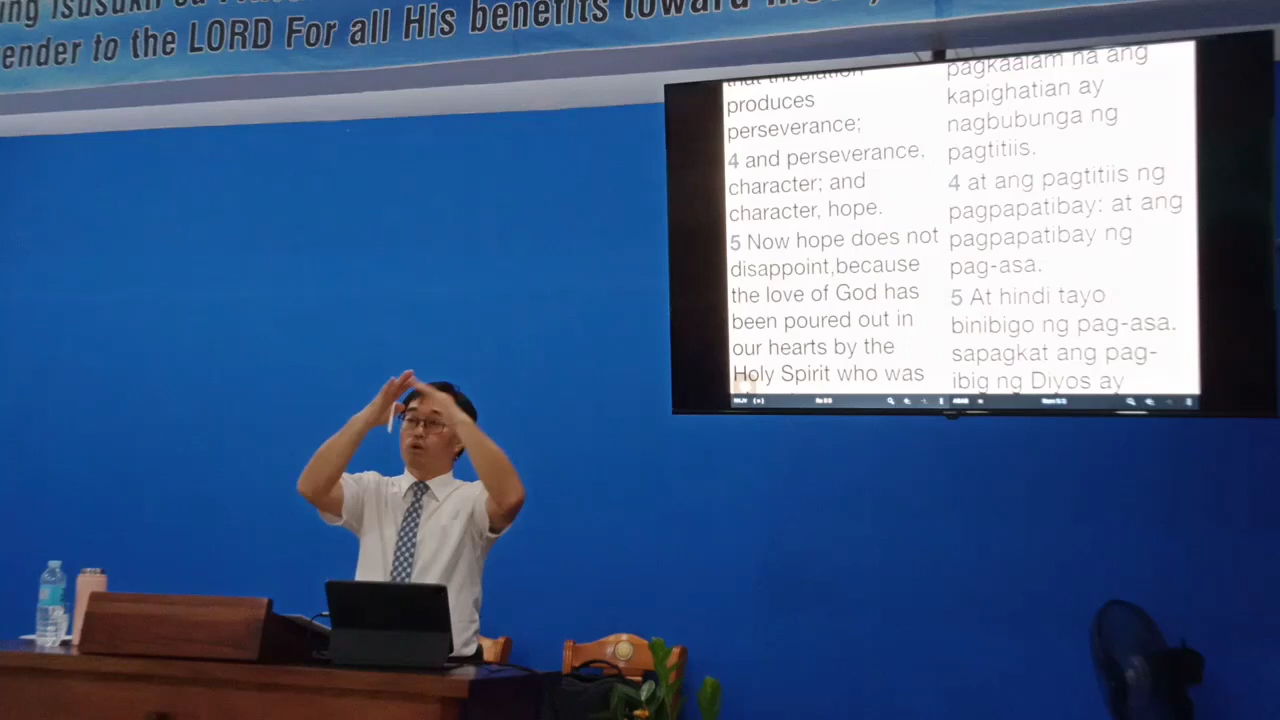 ender to the LORD For all His benefits toward
that tribulation
produces
perseverance;
4 and perseverance,
character; and
character, hope.
5 Now hope does not
disappoint,because
the love of God has
been poured out in
our hearts by the
Holy Spirit who was
pagkaalam na ang
kapighatian ay
nagbubunga ng
pagtitiis.
4 at ang pagtitiis ng
pagpapatibay: at ang
pagpapatibay ng
pag-asa.
5 At hindi tayo
binibigo ng pag-asa.
sapagkat ang pag-
ibig ng Diyos ay